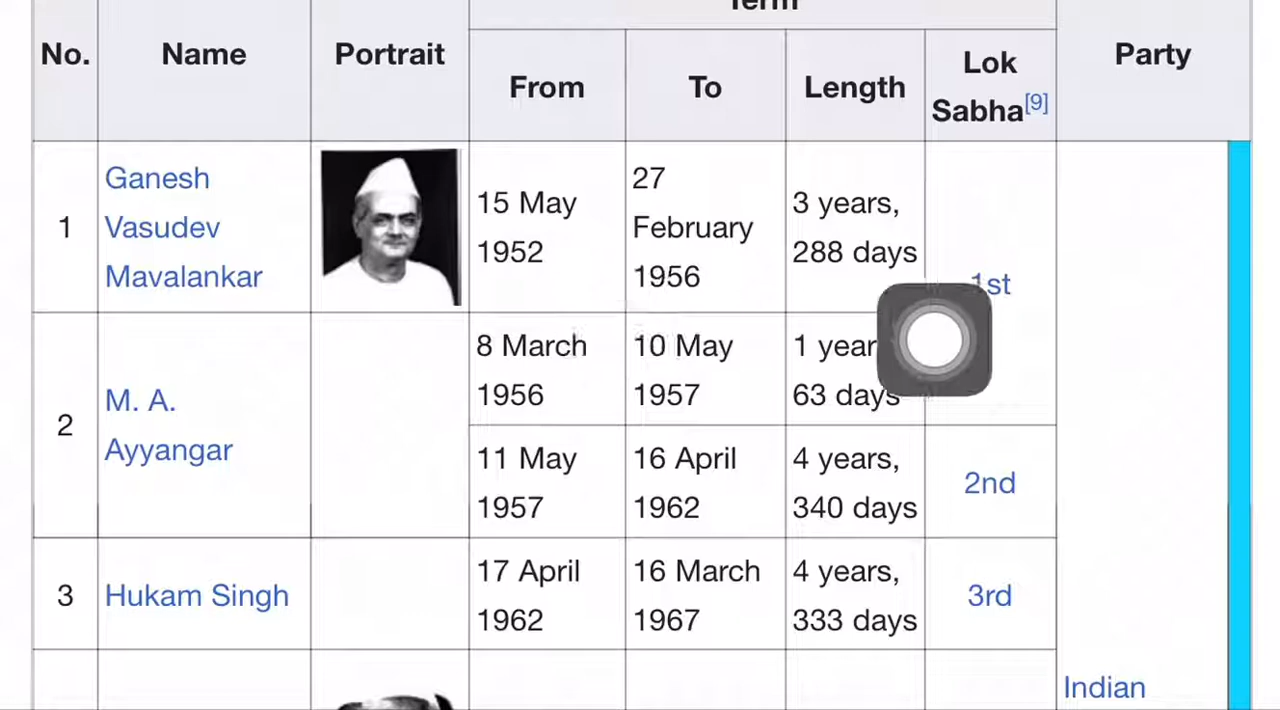 Term
No.
Name
Portrait
From
To
Length
Lok
Sabha[9]
Party
1
Ganesh
Vasudev
Mavalankar
15 May
1952
27
February
1956
3 years,
288 days
1st
2
M. A.
Ayyangar
8 March
1956
10 May
1957
1 year
63 days
11 May
1957
16 April
1962
4 years,
340 days
2nd
3
Hukam Singh
17 April
1962
16 March
1967
4 years,
333 days
3rd
Indian